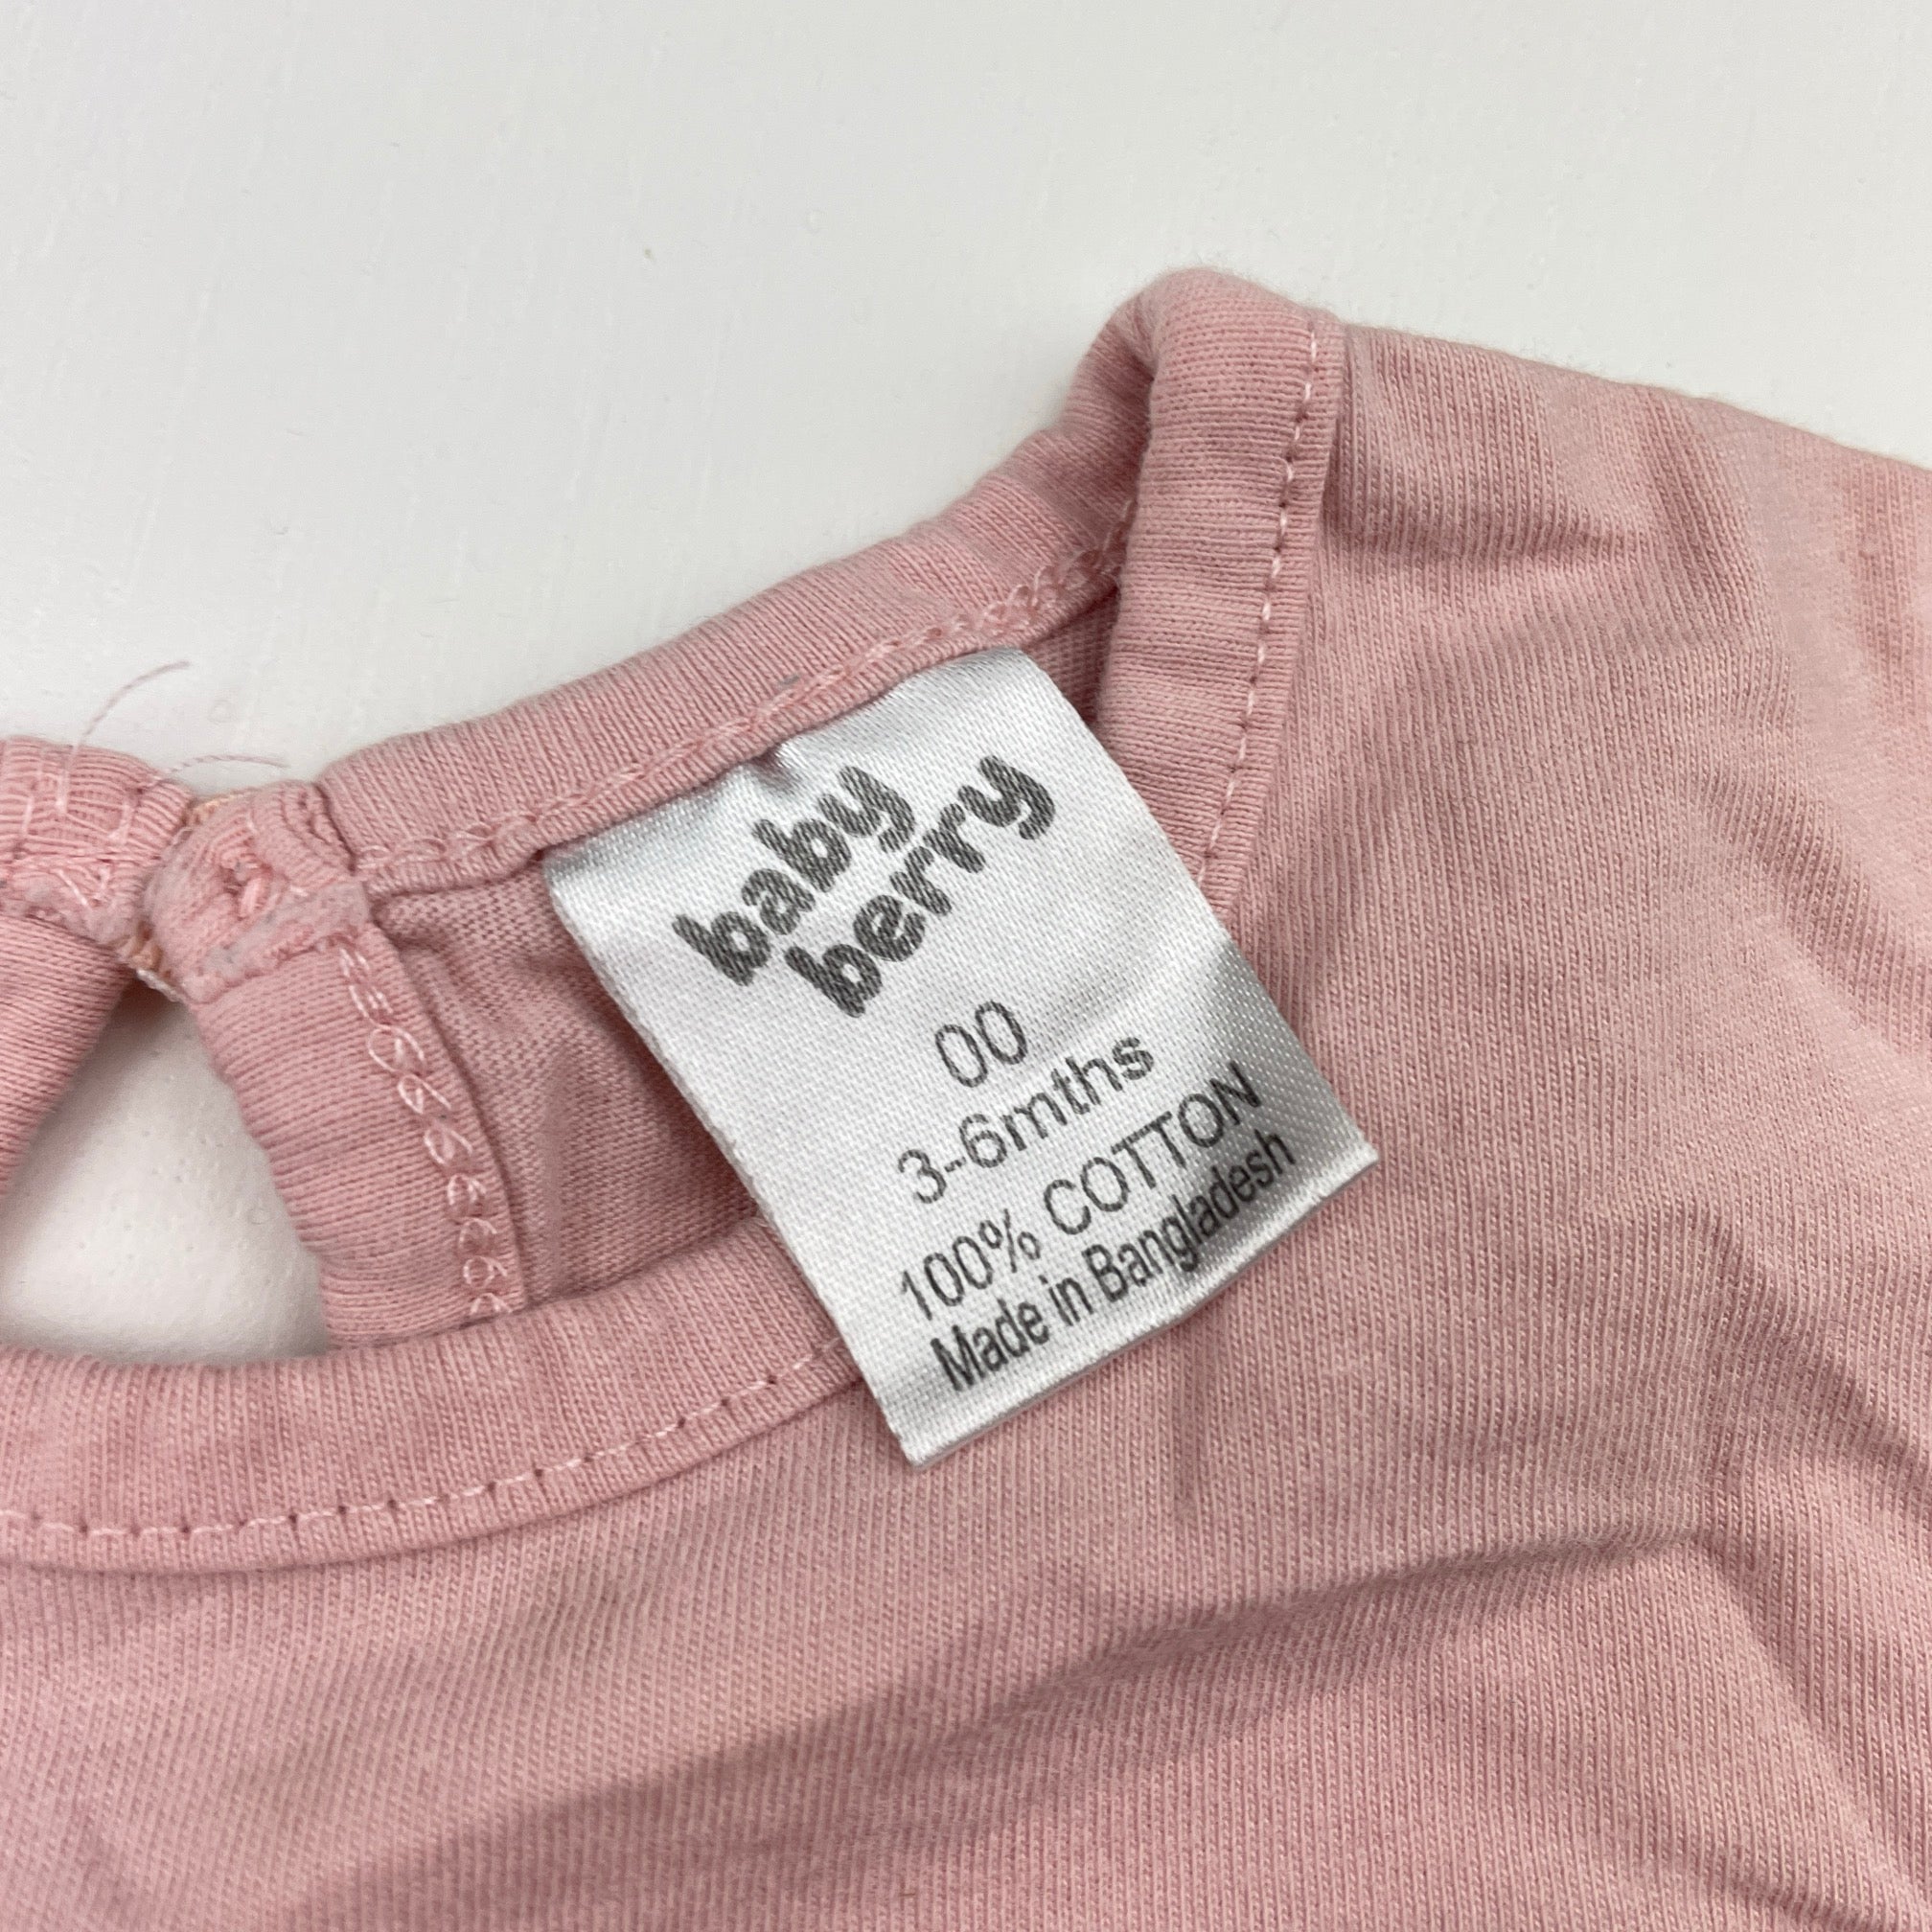 baby
berry
00
3-6mths
100% COTTON
Made in Bangladesh